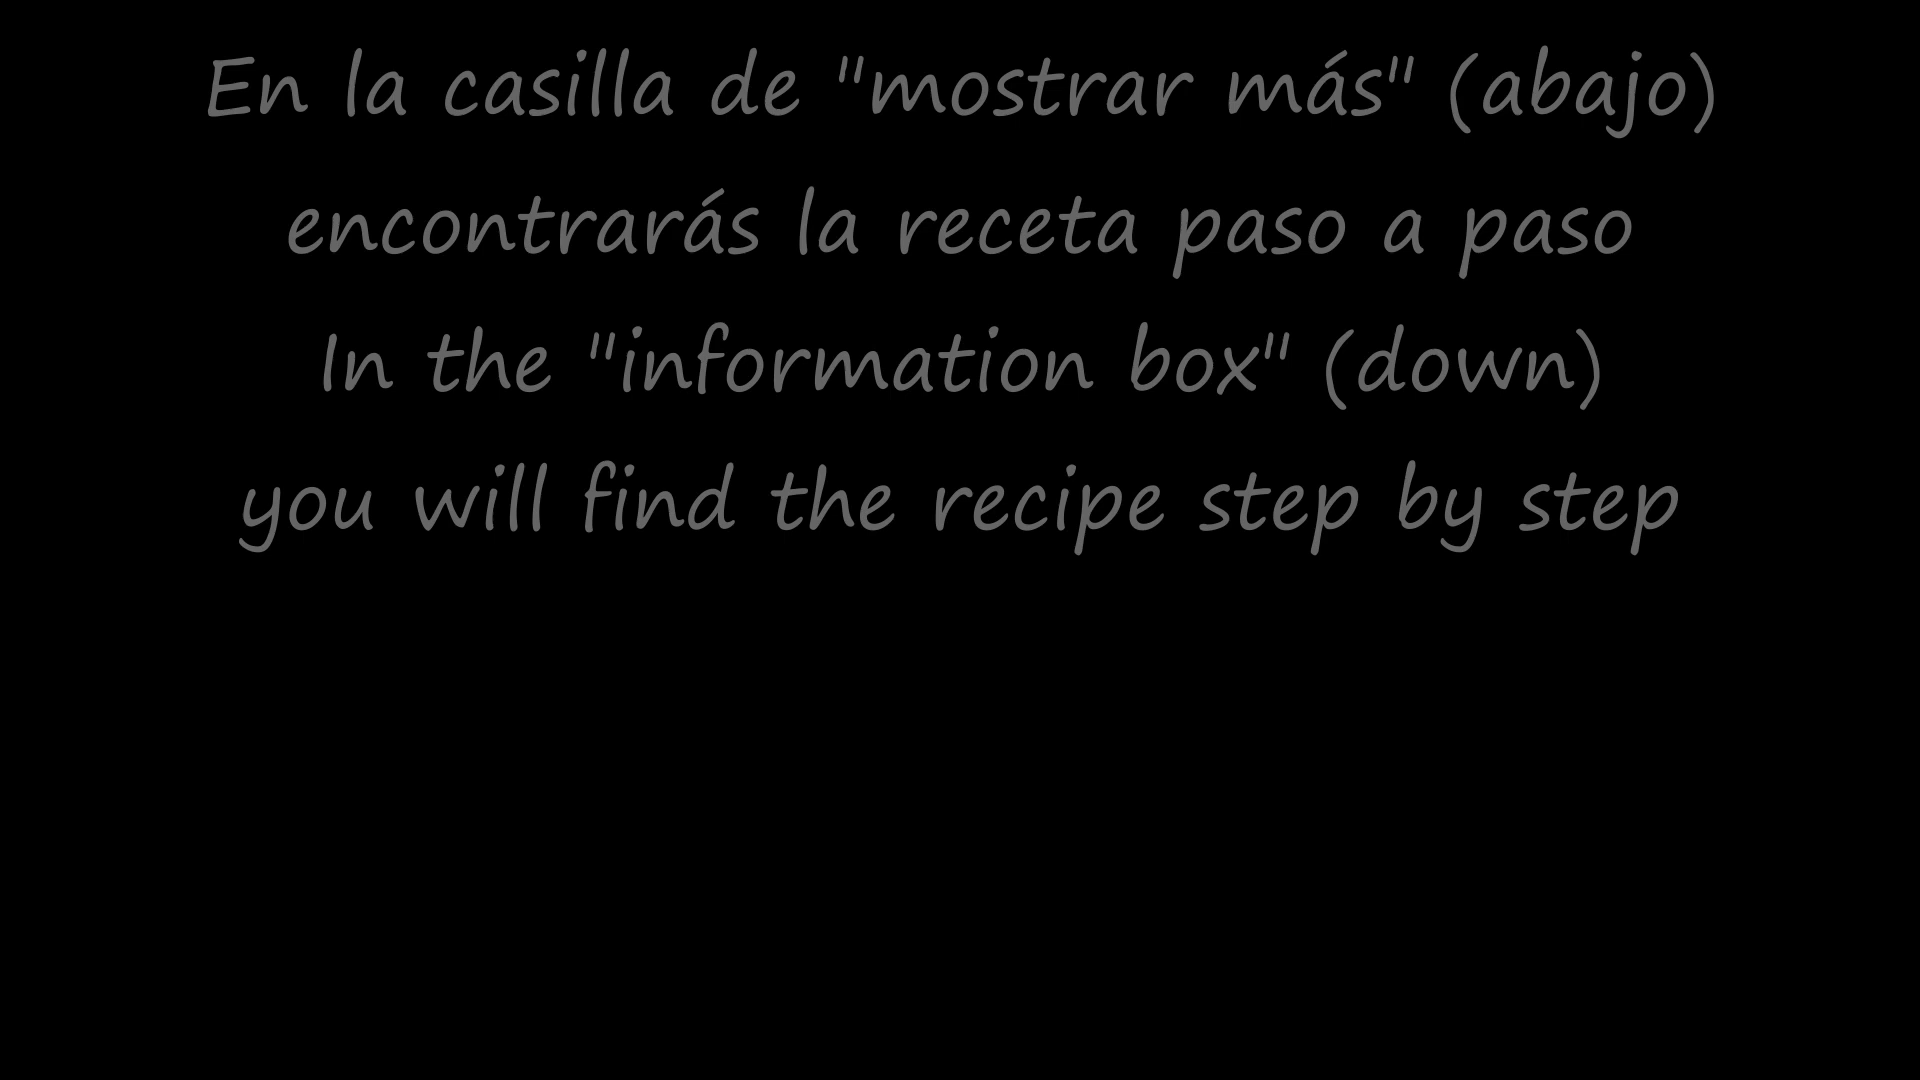 En la casilla de "mostrar más" (abajo)
encontrarás la receta paso a paso
In the "information box" (down)
you will find the recipe step by step